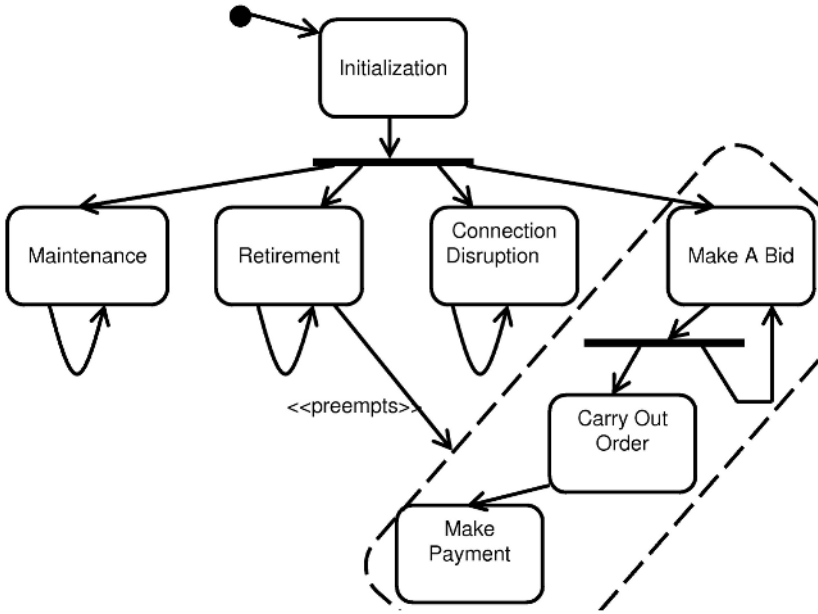 Initialization
Maintenance
Retirement
Connection
Disruption
Make A Bid
<<preempts>>
Carry Out
Order
Make
Payment